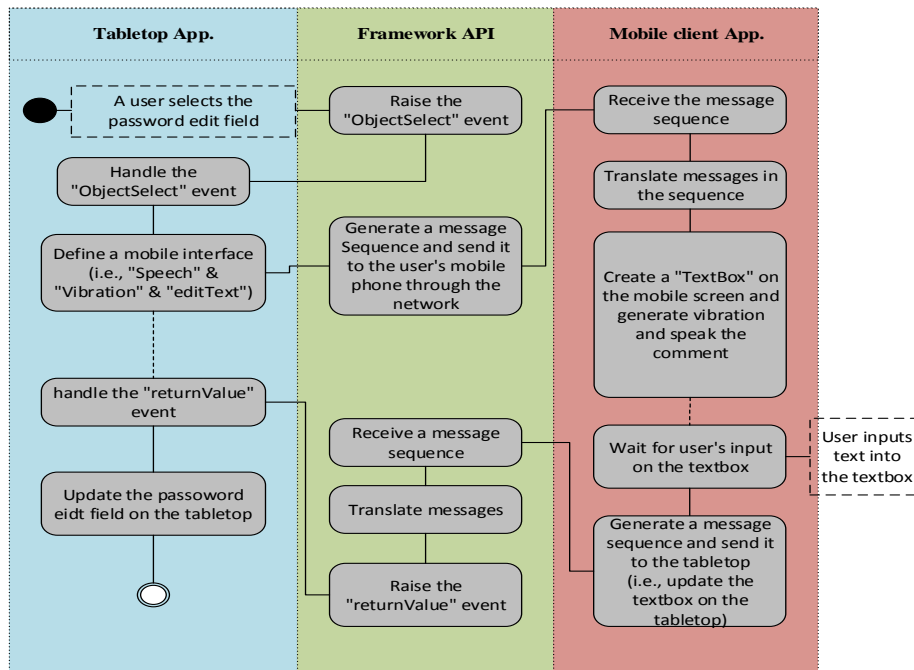 Tabletop App.
Framework API
Mobile client App.
A user selects the
password edit field
Raise the
"ObjectSelect" event
Receive the message
sequence
Handle the
"ObjectSelect" event
Translate messages in
the sequence
Define a mobile interface
(i.e., "Speech" &
"Vibration" & "editText")
Generate a message
Sequence and send it
to the user's mobile
phone through the
network
Create a "TextBox" on
the mobile screen and
generate vibration
and speak the
comment
handle the "returnValue"
event
Receive a message
sequence
Wait for user's input
on the textbox
User inputs
text into
the textbox
Update the passoword
eidt field on the tabletop
Translate messages
Generate a message
sequence and send it
to the tabletop
(i.e., update the
textbox on the
tabletop)
Raise the
"returnValue" event